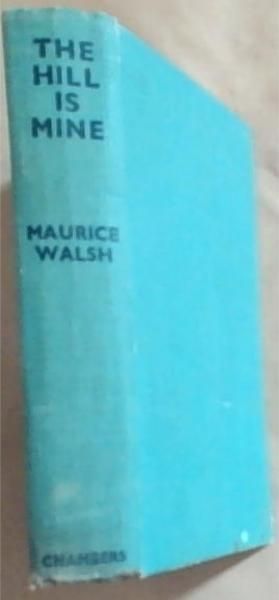 THE
HILL
IS
MINE
MAURICE
WALSH
CHAMBERS